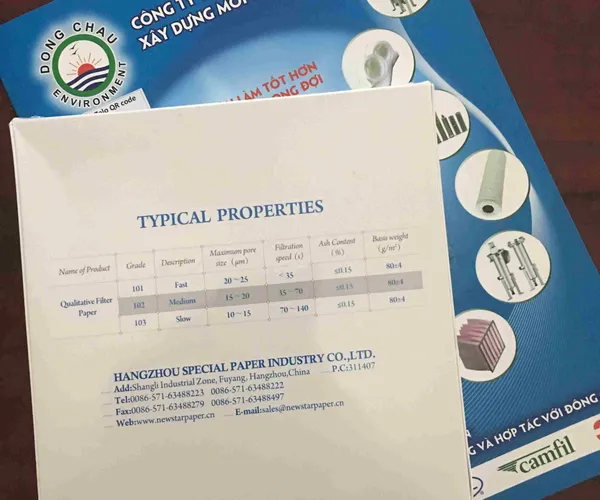 DONG CHAU
ENVIRONMENT
CÔNG T
XÂY DỰNG MÔ
LÀM TỐT HƠN
ĐỢI
QR code
TYPICAL PROPERTIES
Name of Product Grade Description Maximum pore size (μm) Filtration speed (s) Ash Content (%) Basis weight (g/m²)
101 Fast 20~25 <35 ≤0.15 80±4
Qualitative Filter Paper 102 Medium 15~20 35~70 ≤0.15 80±4
103 Slow 10~15 70~140 ≤0.15 80±4
HANGZHOU SPECIAL PAPER INDUSTRY CO.,LTD.
Add:Shangli Industrial Zone, Fuyang, Hangzhou,China P.C:311407
Tel:0086-571-63488223 0086-571-63488222
Fax:0086-571-63488279 0086-571-63488497
Web:www.newstarpaper.cn E-mail:sales@newstarpaper.cn
VÀ HỢP TÁC VỚI ĐÔNG
camfil